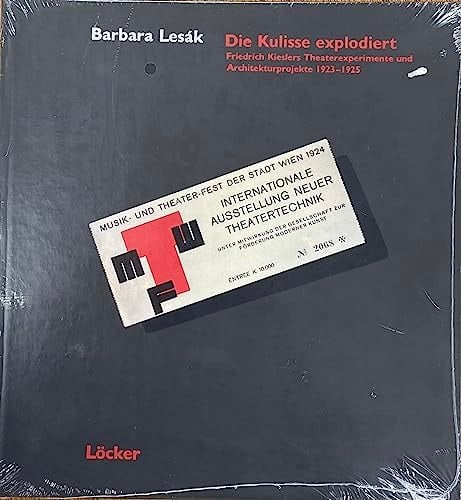 Barbara Lesák
Die Kulisse explodiert
Friedrich Kieslers Theaterexperimente und
Architekturprojekte 1923–1925
MUSIK- UND THEATER-FEST DER STADT WIEN 1924
INTERNATIONALE
AUSSTELLUNG NEUER
THEATERTECHNIK
UNTER MITWIRKUNG DER GESELLSCHAFT ZUR
FÖRDERUNG MODERNER KUNST
M T W
F
№ 2068 ※
ENTREE K 10.000
Löcker